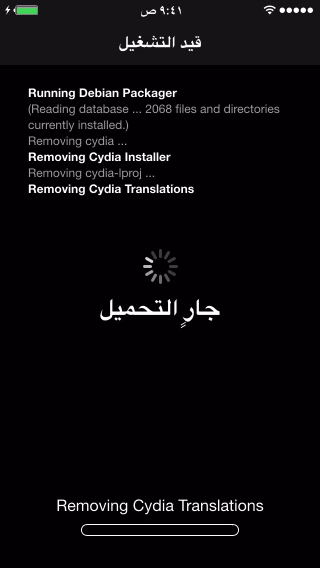 ٩:٤١ ص
قيد التشغيل
Running Debian Packager
(Reading database ... 2068 files and directories
currently installed.)
Removing cydia ...
Removing Cydia Installer
Removing cydia-lproj ...
Removing Cydia Translations
جارٍ التحميل
Removing Cydia Translations